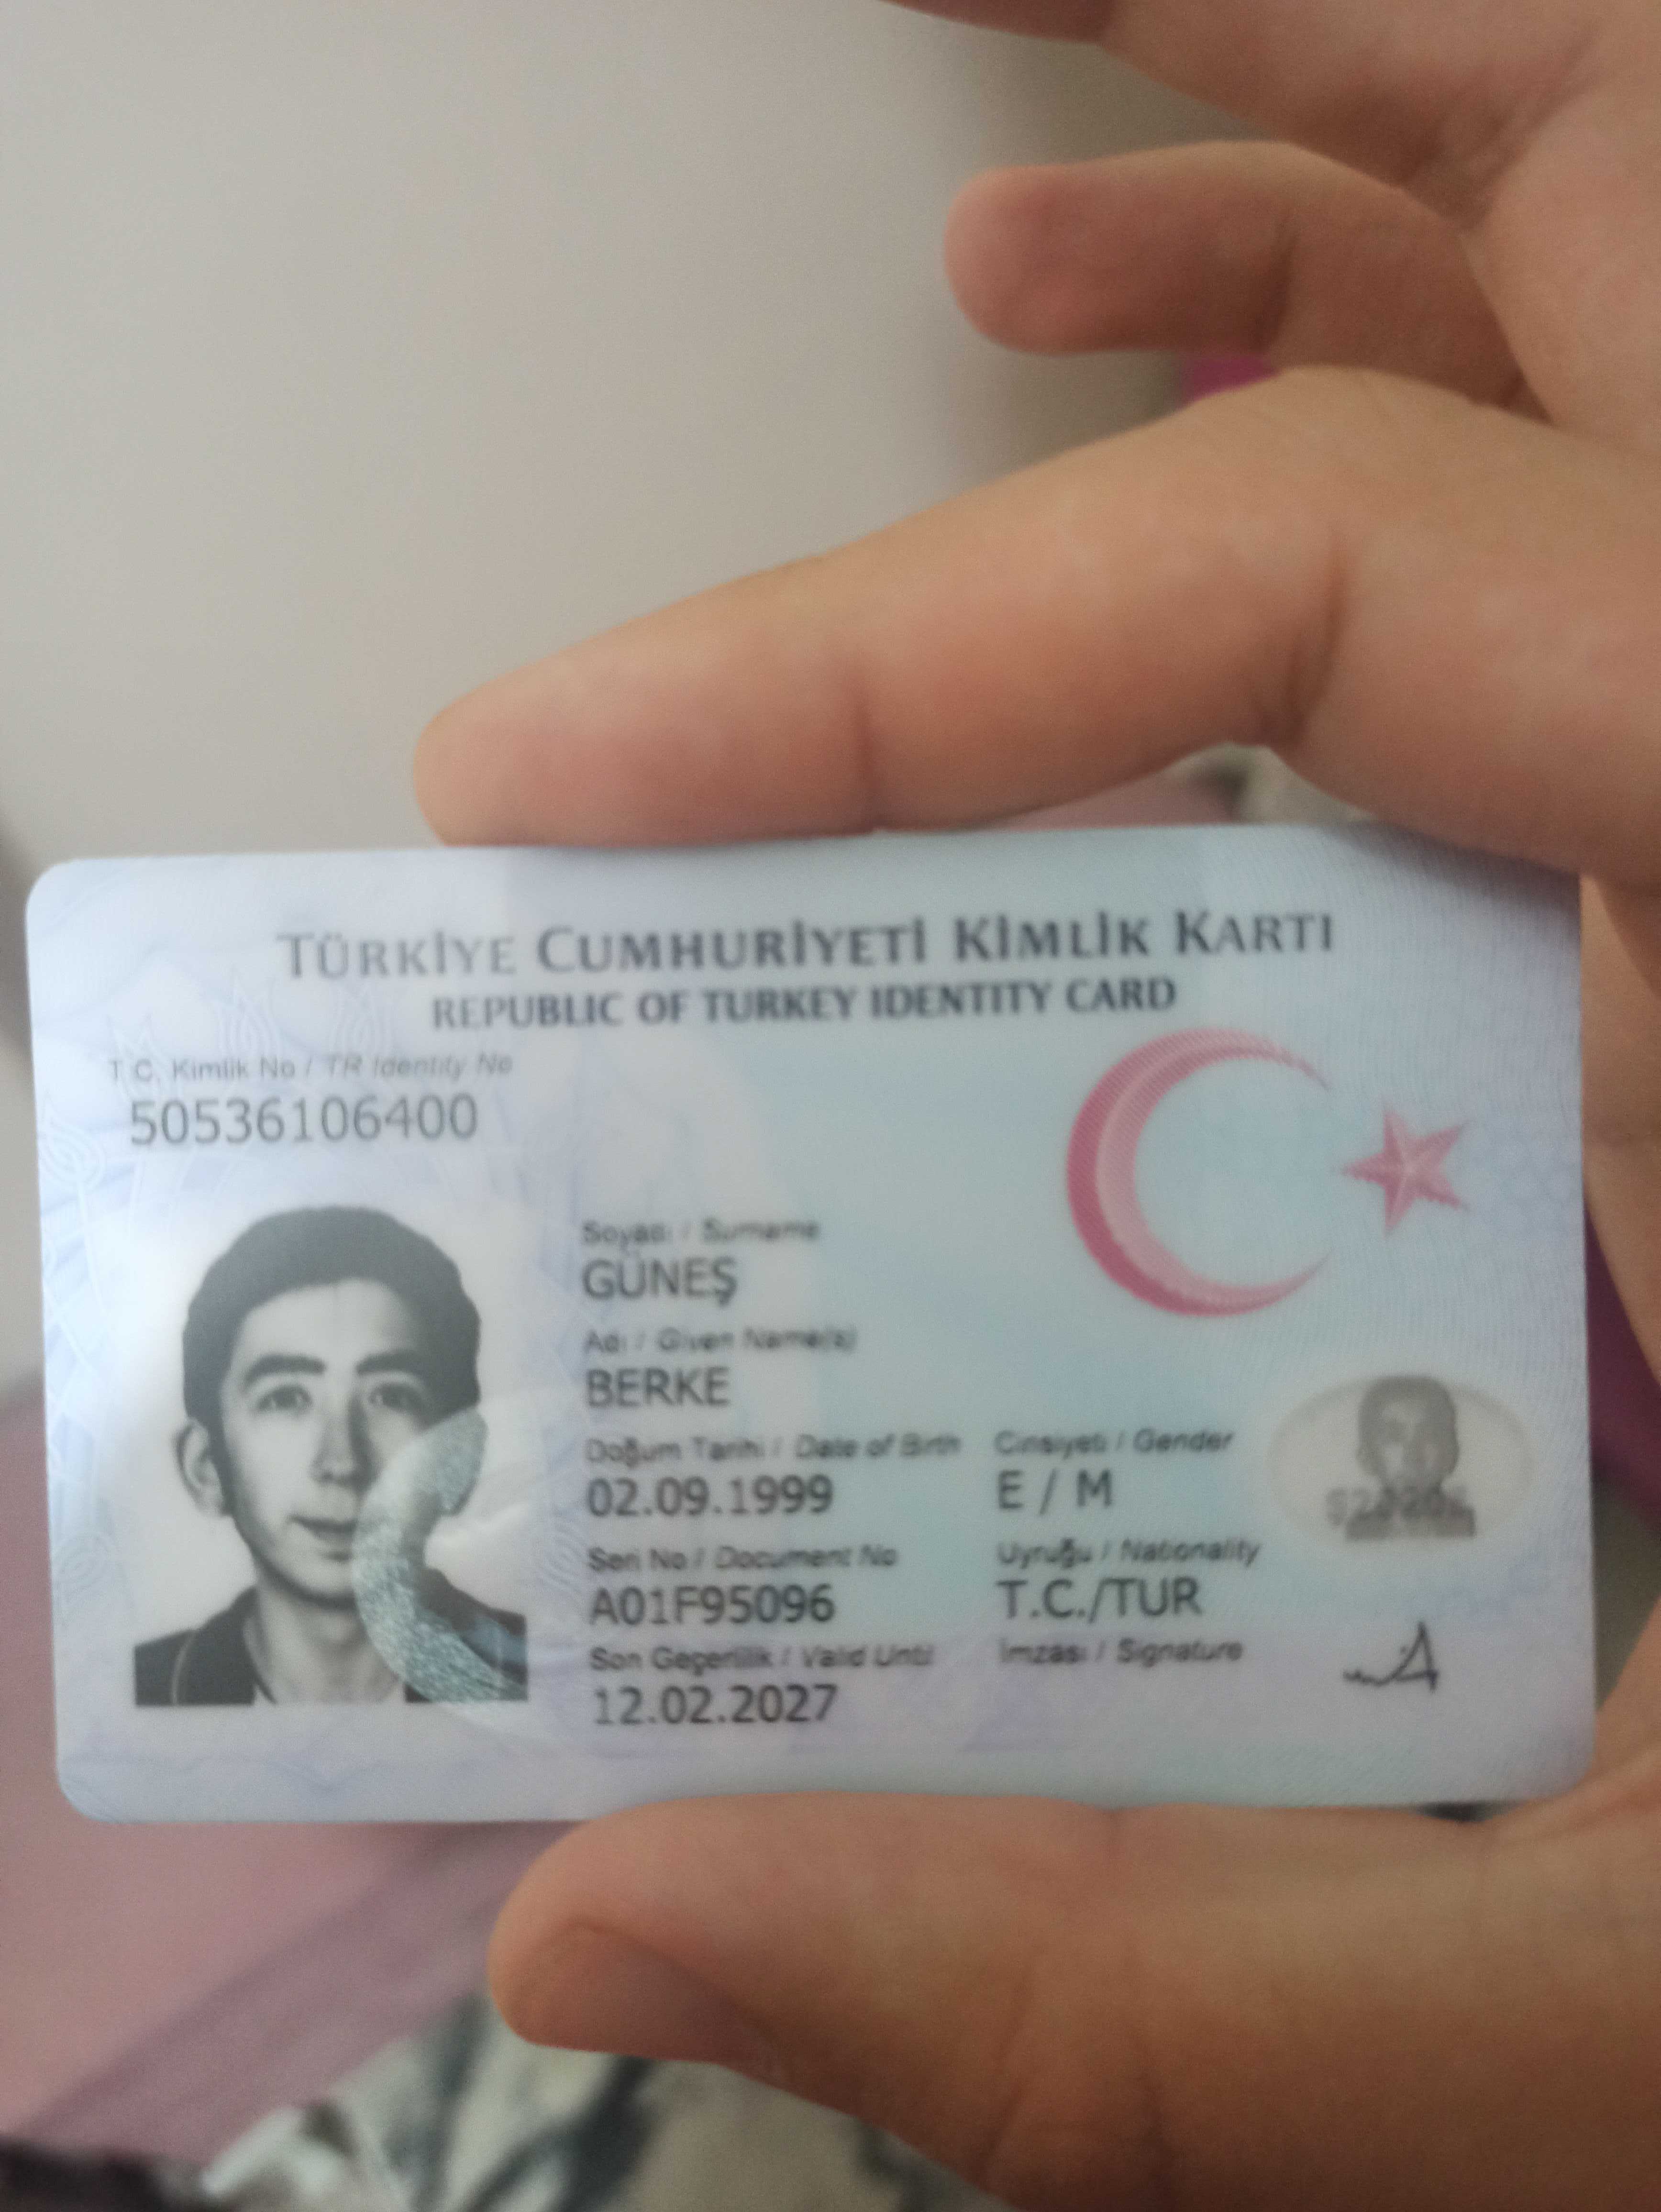 TÜRKİYE CUMHURİYETİ KİMLİK KARTI
REPUBLIC OF TURKEY IDENTITY CARD
T.C. Kimlik No / TR Identity No
50536106400
Soyadı / Surname
GÜNEŞ
Adı / Given Name(s)
BERKE
Doğum Tarihi / Date of Birth Cinsiyeti / Gender
02.09.1999 E / M
Seri No / Document No Uyruğu / Nationality
A01F95096 T.C./TUR
Son Geçerlilik / Valid Until İmzası / Signature
12.02.2027